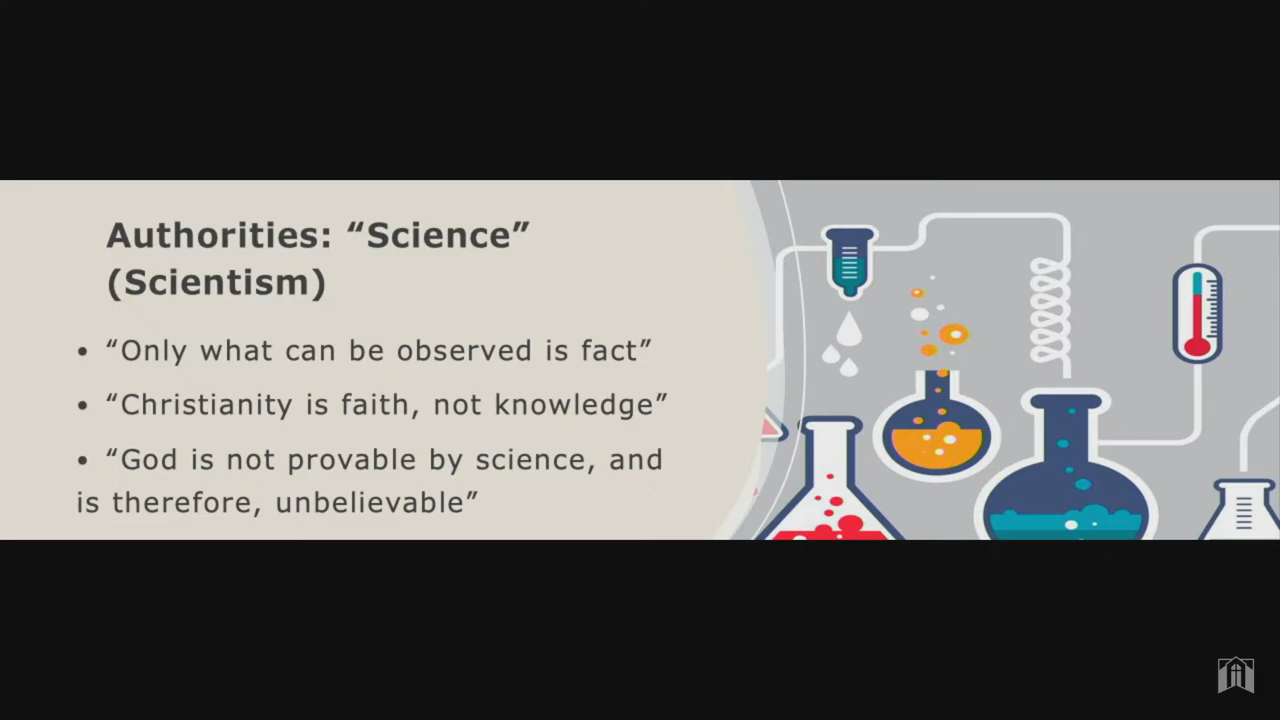 Authorities: “Science”
(Scientism)
• “Only what can be observed is fact”
• “Christianity is faith, not knowledge”
• “God is not provable by science, and
is therefore, unbelievable”